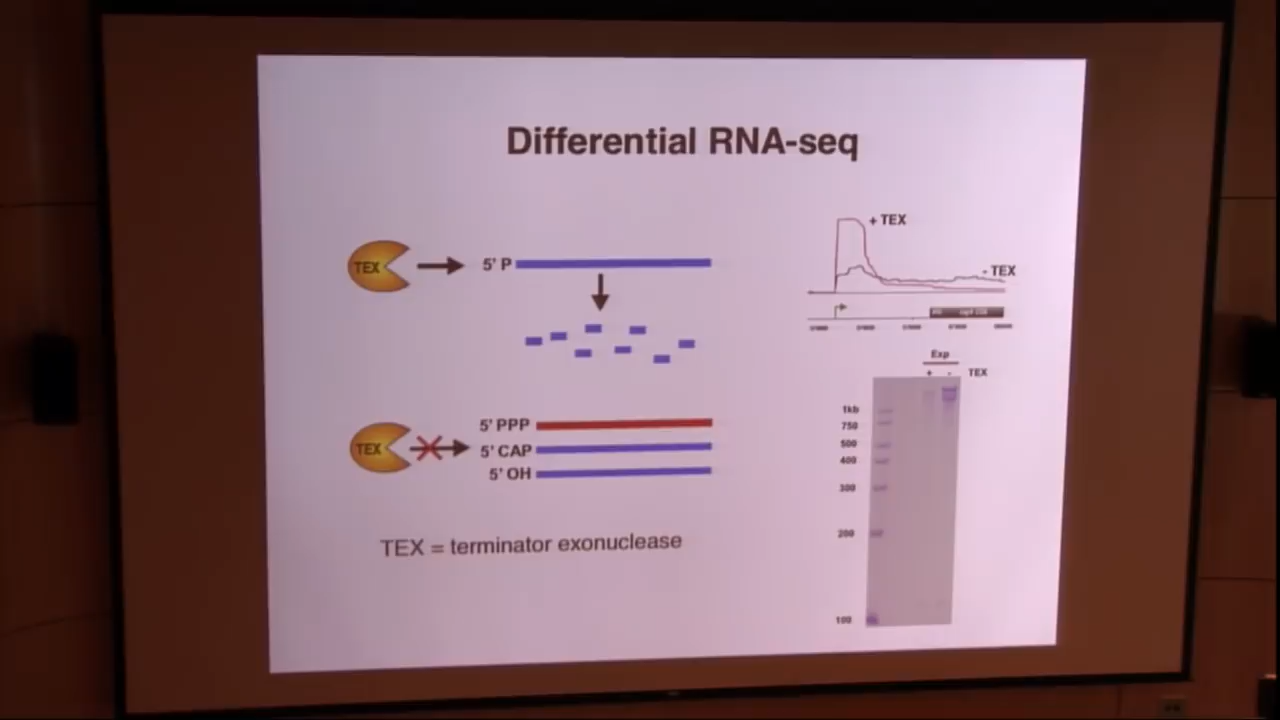 Differential RNA-seq
TEX
5' P
TEX
5' PPP
5' CAP
5' OH
TEX = terminator exonuclease
+ TEX
- TEX
Exp
+ - TEX
1kb
750
500
400
300
200
100